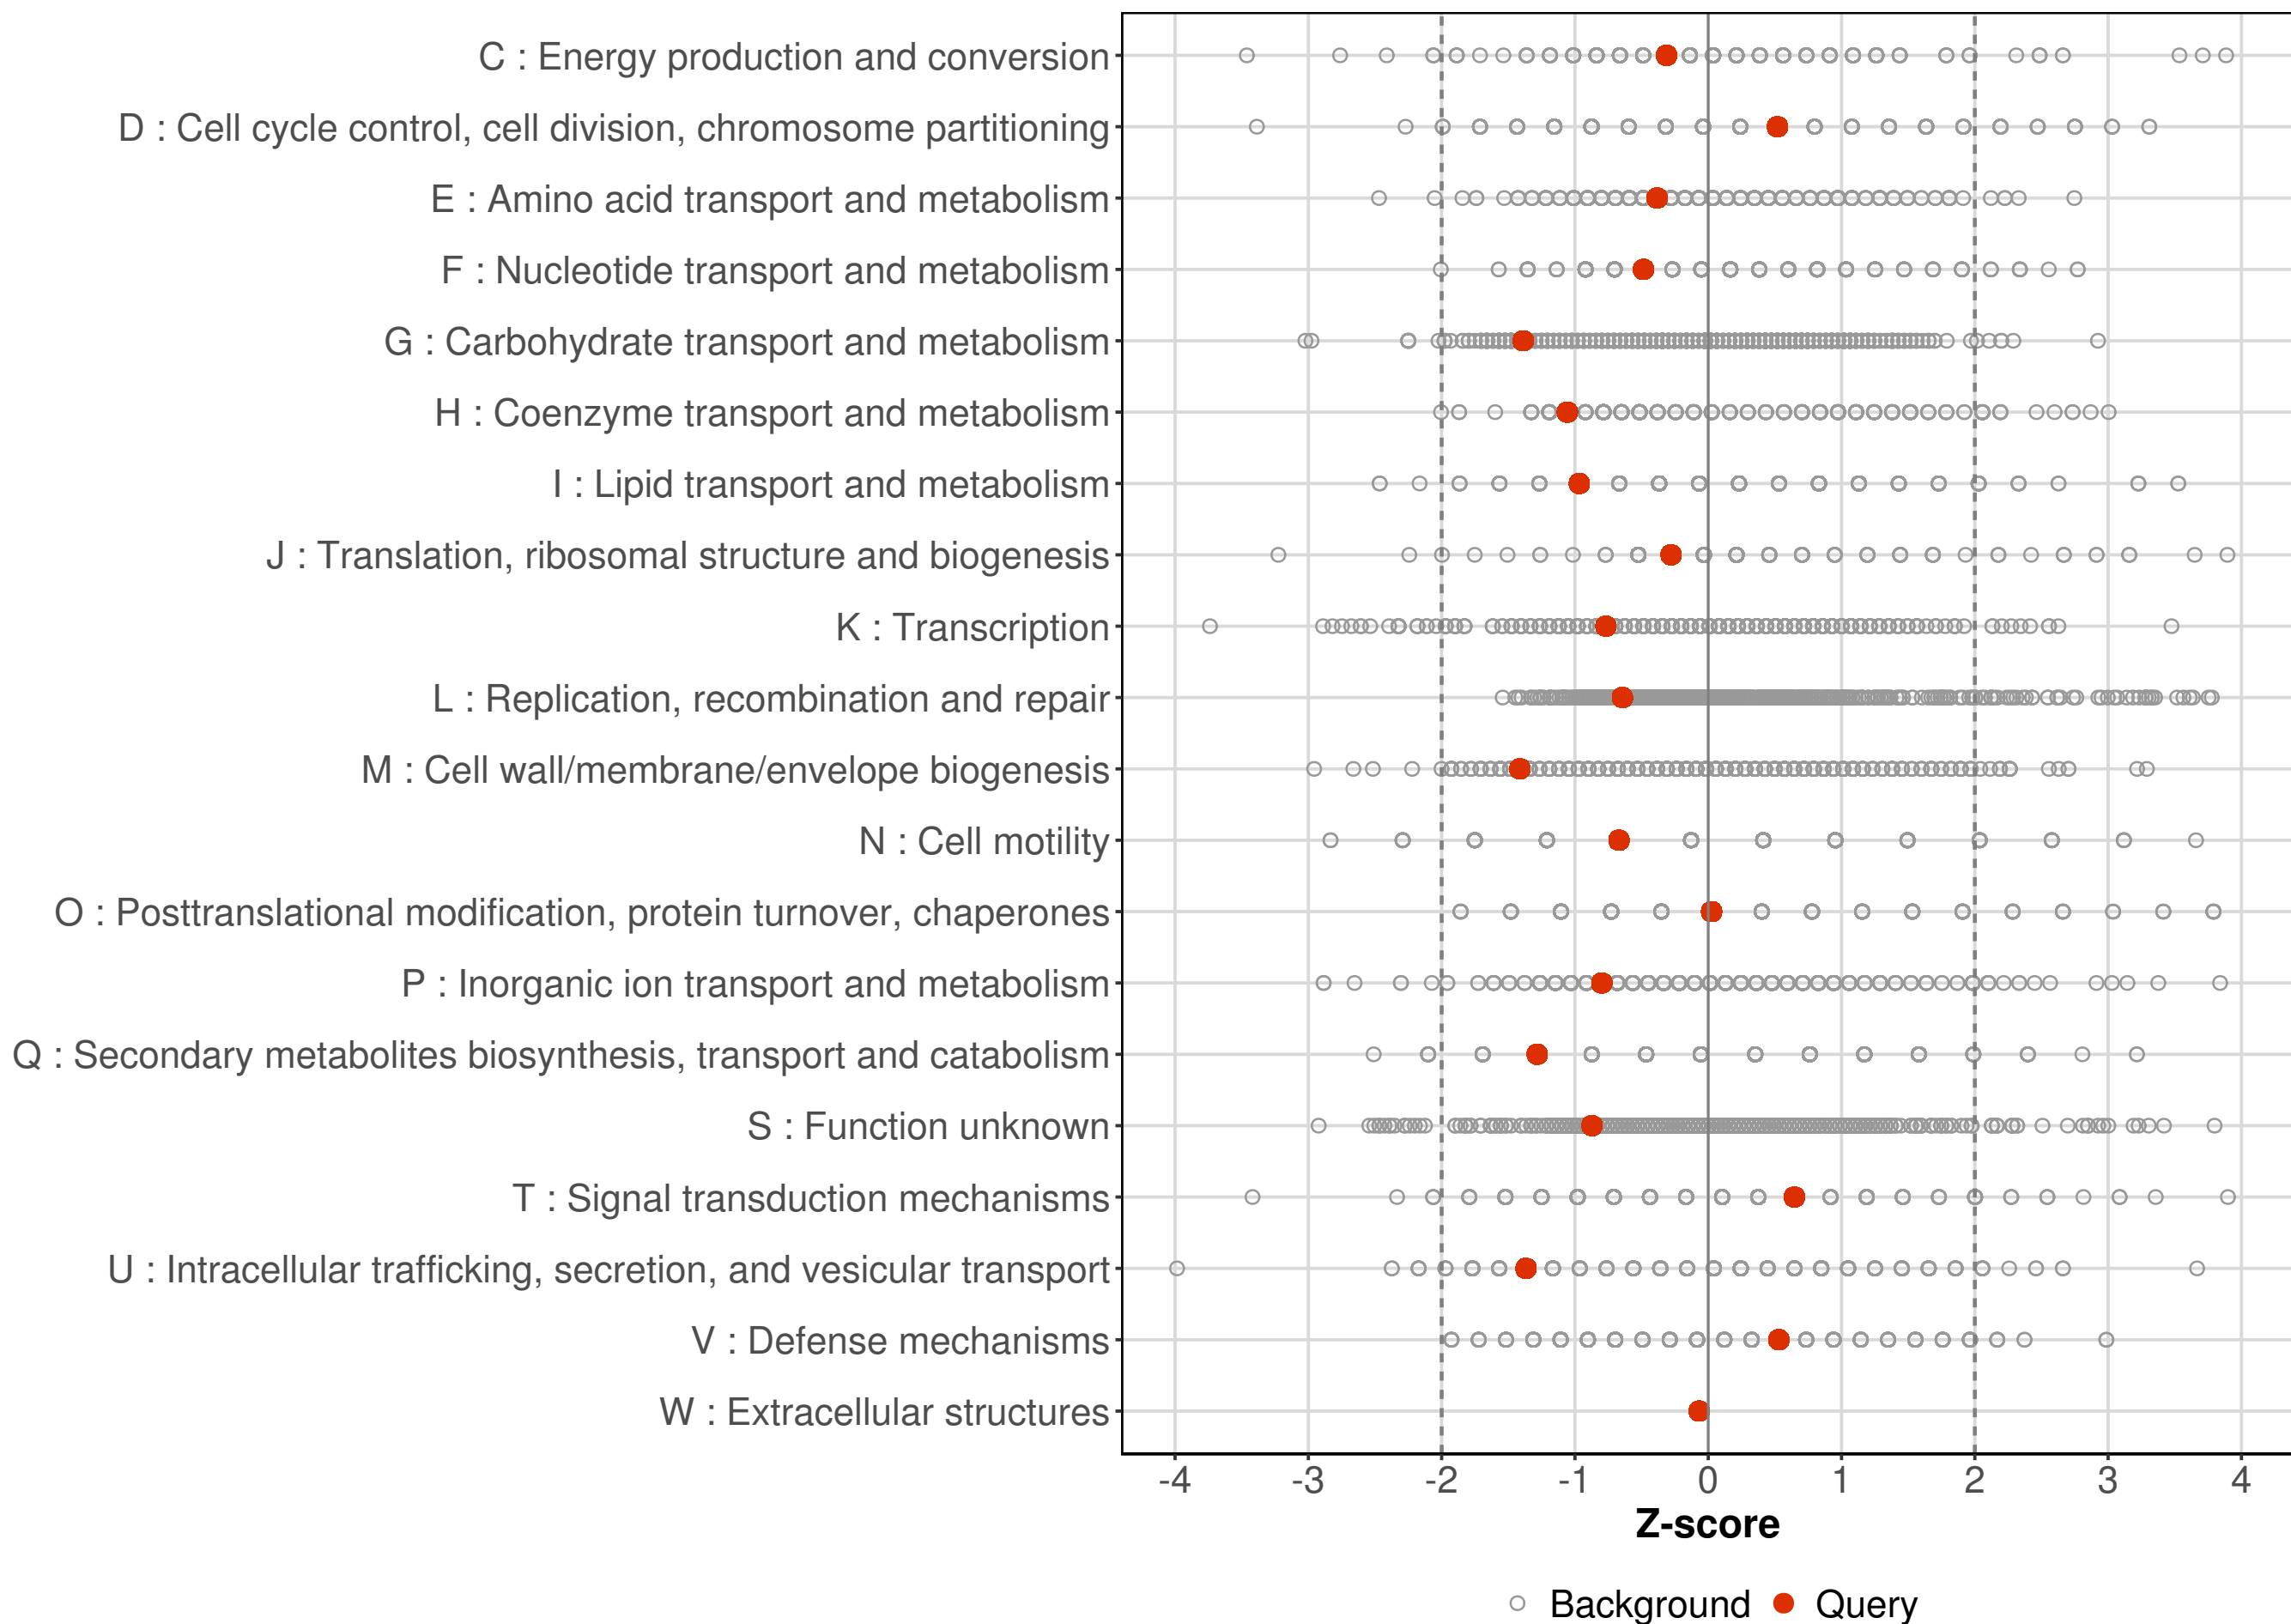 C : Energy production and conversion
D : Cell cycle control, cell division, chromosome partitioning
E : Amino acid transport and metabolism
F : Nucleotide transport and metabolism
G : Carbohydrate transport and metabolism
H : Coenzyme transport and metabolism
I : Lipid transport and metabolism
J : Translation, ribosomal structure and biogenesis
K : Transcription
L : Replication, recombination and repair
M : Cell wall/membrane/envelope biogenesis
N : Cell motility
O : Posttranslational modification, protein turnover, chaperones
P : Inorganic ion transport and metabolism
Q : Secondary metabolites biosynthesis, transport and catabolism
S : Function unknown
T : Signal transduction mechanisms
U : Intracellular trafficking, secretion, and vesicular transport
V : Defense mechanisms
W : Extracellular structures
-4 -3 -2 -1 0 1 2 3 4
Z-score
Background Query